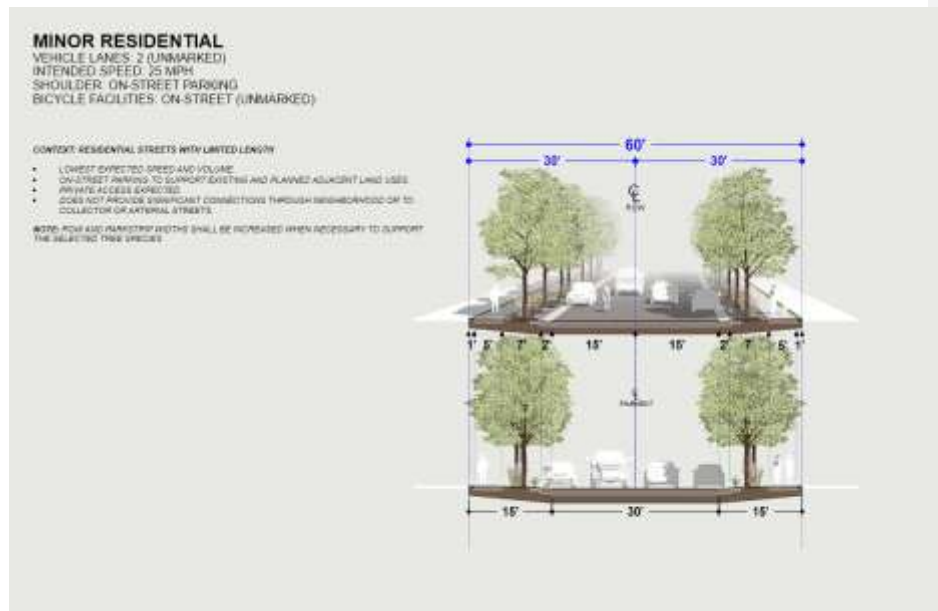 MINOR RESIDENTIAL
VEHICLE LANES: 2 (UNMARKED)
INTENDED SPEED: 25 MPH
SHOULDER: ON-STREET PARKING
BICYCLE FACILITIES: ON-STREET (UNMARKED)
CONTEXT: RESIDENTIAL STREETS WITH LIMITED LENGTH
• LOWEST EXPECTED SPEED AND VOLUME.
• ON-STREET PARKING TO SUPPORT EXISTING AND PLANNED ADJACENT LAND USES.
• PRIVATE ACCESS EXPECTED.
• DOES NOT PROVIDE SIGNIFICANT CONNECTIONS THROUGH NEIGHBORHOOD OR TO
COLLECTOR OR ARTERIAL STREETS.
NOTE: ROW AND PARKSTRIP WIDTHS SHALL BE INCREASED WHEN NECESSARY TO SUPPORT
THE SELECTED TREE SPECIES.
60'
30' 30'
ROW
1' 5' 7' 2' 15' 15' 2' 7' 5' 1'
15' 30' 15'